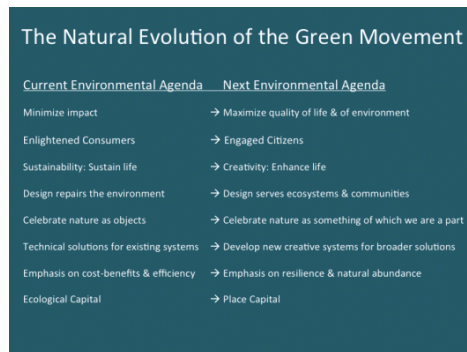 The Natural Evolution of the Green Movement
Current Environmental Agenda Next Environmental Agenda
Minimize impact → Maximize quality of life & of environment
Enlightened Consumers → Engaged Citizens
Sustainability: Sustain life → Creativity: Enhance life
Design repairs the environment → Design serves ecosystems & communities
Celebrate nature as objects → Celebrate nature as something of which we are a part
Technical solutions for existing systems → Develop new creative systems for broader solutions
Emphasis on cost-benefits & efficiency → Emphasis on resilience & natural abundance
Ecological Capital → Place Capital